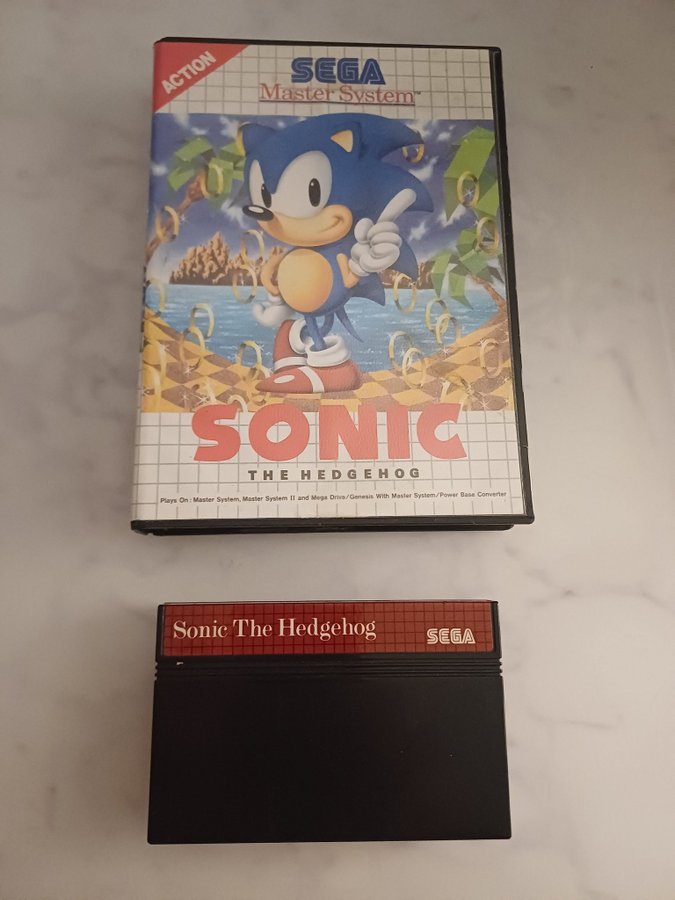 ACTION
SEGA
Master System™
SONIC
THE HEDGEHOG
Plays On : Master System, Master System II and Mega Drive/Genesis With Master System/Power Base Converter
Sonic The Hedgehog
SEGA